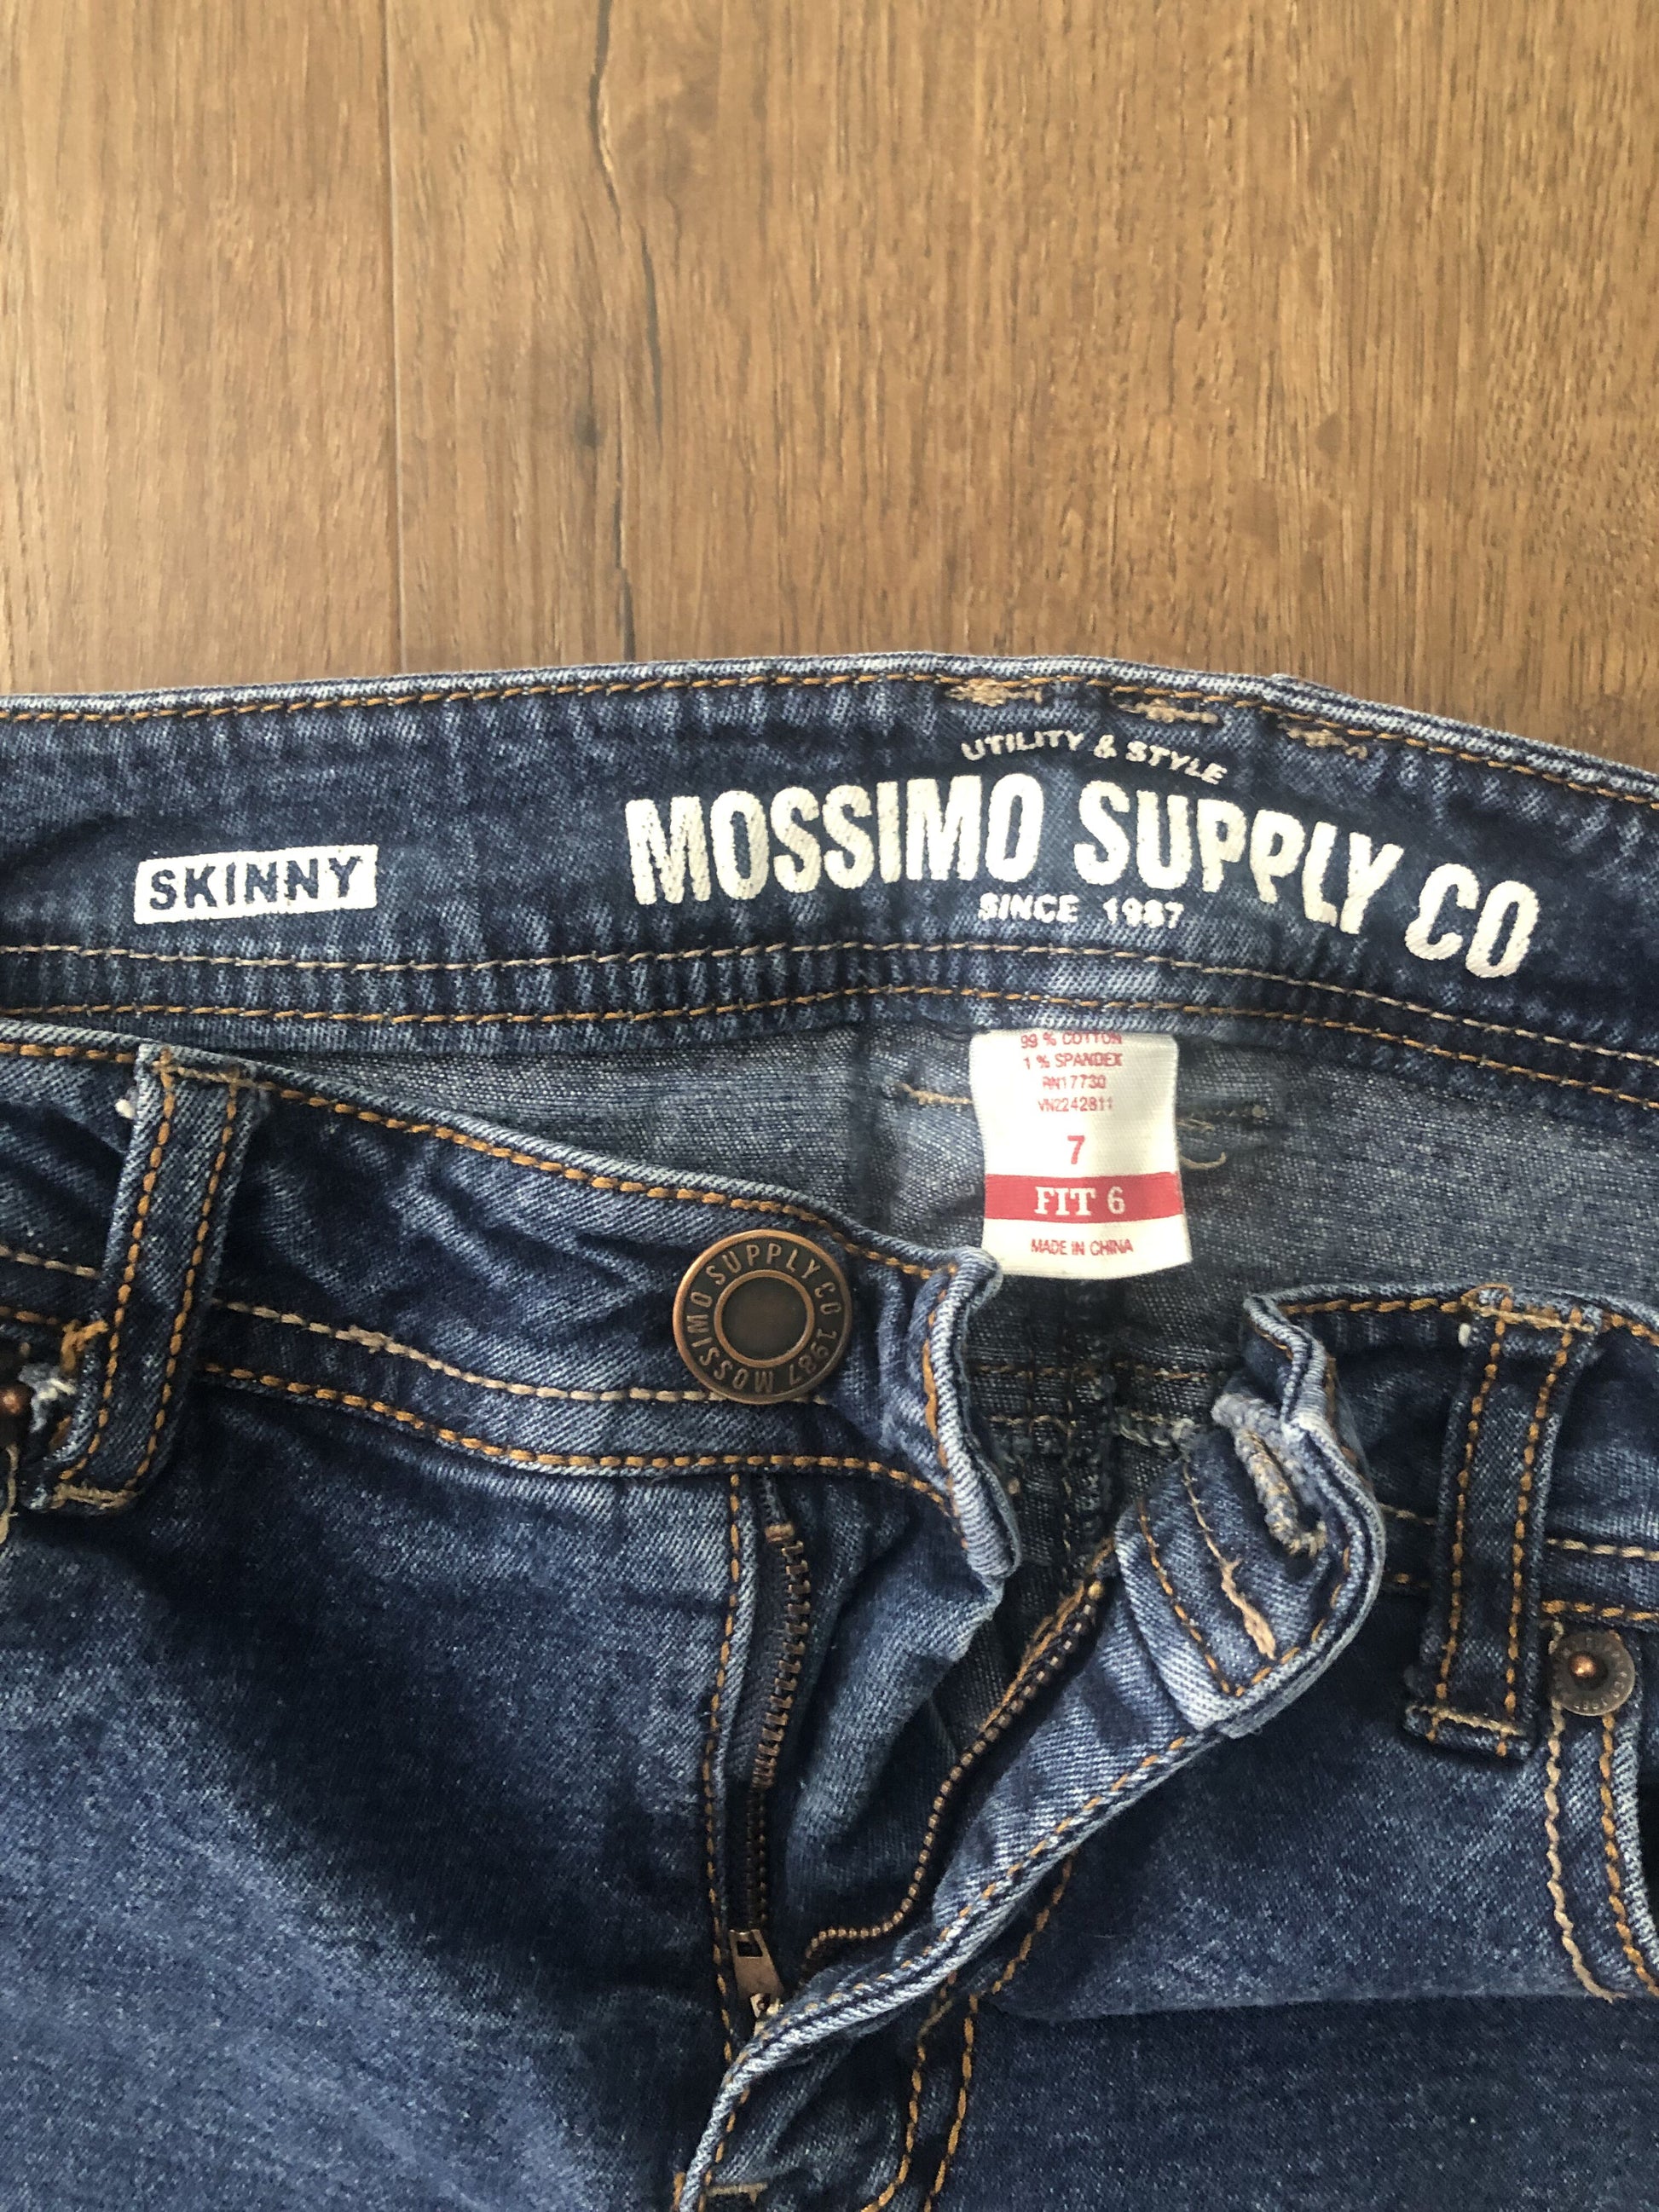 UTILITY & STYLE
MOSSIMO SUPPLY CO
SINCE 1987
SKINNY
99 % COTTON
1 % SPANDEX
RN17730
VN2242811
7
FIT 6
MADE IN CHINA
MOSSIMO SUPPLY CO 1987